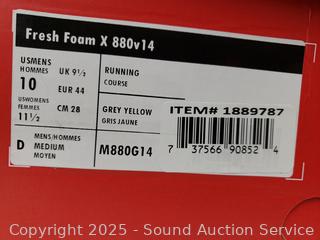 Fresh Foam X 880v14
USMENS
HOMMES
10
UK 9½
EUR 44
USWOMENS
FEMMES
11½
CM 28
D
MENS/HOMMES
MEDIUM
MOYEN
RUNNING
COURSE
GREY YELLOW
GRIS JAUNE
M880G14
ITEM# 1889787
7 37566 90852 4
Copyright 2025 - Sound Auction Service